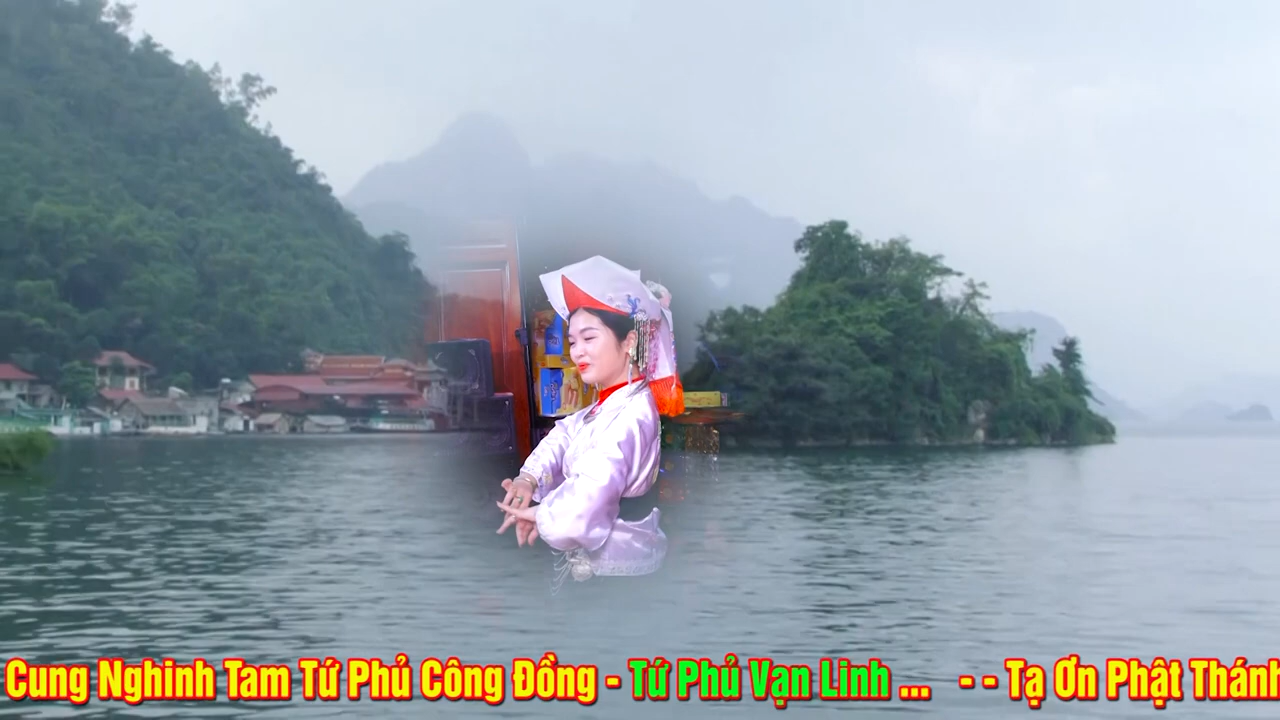 Cung Nghinh Tam Tứ Phủ Công Đồng - Tứ Phủ Vạn Linh ... - - Tạ Ơn Phật Thánh